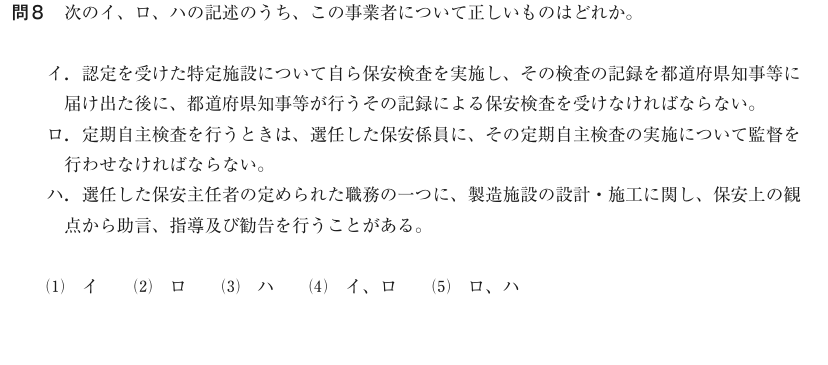 問8　次のイ、ロ、ハの記述のうち、この事業者について正しいものはどれか。
イ．認定を受けた特定施設について自ら保安検査を実施し、その検査の記録を都道府県知事等に
届け出た後に、都道府県知事等が行うその記録による保安検査を受けなければならない。
ロ．定期自主検査を行うときは、選任した保安係員に、その定期自主検査の実施について監督を
行わせなければならない。
ハ．選任した保安主任者の定められた職務の一つに、製造施設の設計・施工に関し、保安上の観
点から助言、指導及び勧告を行うことがある。
(1)　イ　　(2)　ロ　　(3)　ハ　　(4)　イ、ロ　　(5)　ロ、ハ